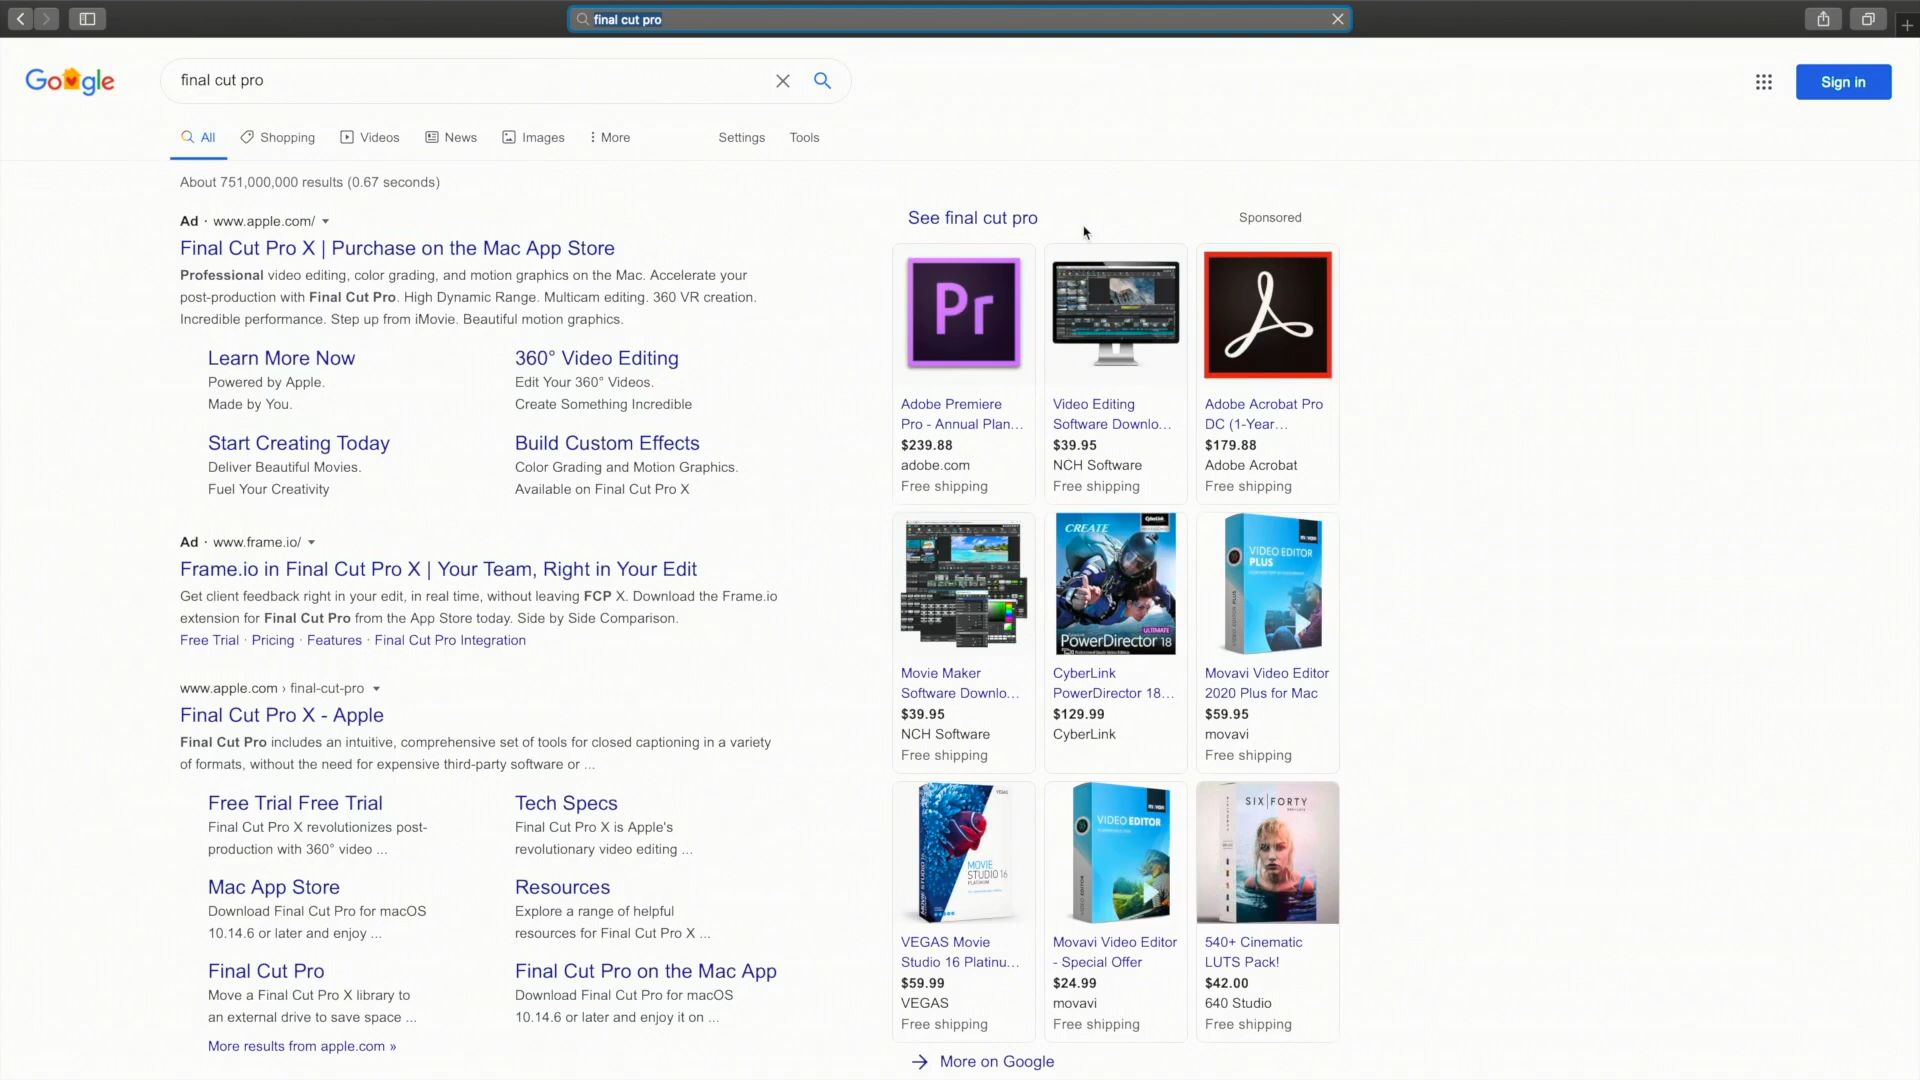 final cut pro
Google
final cut pro
Sign in
All
Shopping
Videos
News
Images
More
Settings
Tools
About 751,000,000 results (0.67 seconds)
Ad · www.apple.com/
Final Cut Pro X | Purchase on the Mac App Store
Professional video editing, color grading, and motion graphics on the Mac. Accelerate your
post-production with Final Cut Pro. High Dynamic Range. Multicam editing. 360 VR creation.
Incredible performance. Step up from iMovie. Beautiful motion graphics.
Learn More Now
Powered by Apple.
Made by You.
360° Video Editing
Edit Your 360° Videos.
Create Something Incredible
Start Creating Today
Deliver Beautiful Movies.
Fuel Your Creativity
Build Custom Effects
Color Grading and Motion Graphics.
Available on Final Cut Pro X
Ad · www.frame.io/
Frame.io in Final Cut Pro X | Your Team, Right in Your Edit
Get client feedback right in your edit, in real time, without leaving FCP X. Download the Frame.io
extension for Final Cut Pro from the App Store today. Side by Side Comparison.
Free Trial · Pricing · Features · Final Cut Pro Integration
www.apple.com › final-cut-pro
Final Cut Pro X - Apple
Final Cut Pro includes an intuitive, comprehensive set of tools for closed captioning in a variety
of formats, without the need for expensive third-party software or ...
Free Trial Free Trial
Final Cut Pro X revolutionizes post-
production with 360° video ...
Tech Specs
Final Cut Pro X is Apple's
revolutionary video editing ...
Mac App Store
Download Final Cut Pro for macOS
10.14.6 or later and enjoy ...
Resources
Explore a range of helpful
resources for Final Cut Pro X ...
Final Cut Pro
Move a Final Cut Pro X library to
an external drive to save space ...
Final Cut Pro on the Mac App
Download Final Cut Pro for macOS
10.14.6 or later and enjoy it on ...
More results from apple.com »
See final cut pro
Sponsored
Pr
Adobe Premiere
Pro - Annual Plan...
$239.88
adobe.com
Free shipping
Video Editing
Software Downlo...
$39.95
NCH Software
Free shipping
Adobe Acrobat Pro
DC (1-Year...
$179.88
Adobe Acrobat
Free shipping
Movie Maker
Software Downlo...
$39.95
NCH Software
Free shipping
CREATE
CyberLink
ULTIMATE
PowerDirector 18
CyberLink
PowerDirector 18...
$129.99
CyberLink
movavi
VIDEO EDITOR
PLUS
Movavi Video Editor
2020 Plus for Mac
$59.95
movavi
Free shipping
VEGAS
MOVIE
STUDIO 16
PLATINUM
VEGAS Movie
Studio 16 Platinu...
$59.99
VEGAS
Free shipping
movavi
VIDEO EDITOR
Movavi Video Editor
- Special Offer
$24.99
movavi
Free shipping
SIX|FORTY
540+ Cinematic
LUTS Pack!
$42.00
640 Studio
Free shipping
More on Google